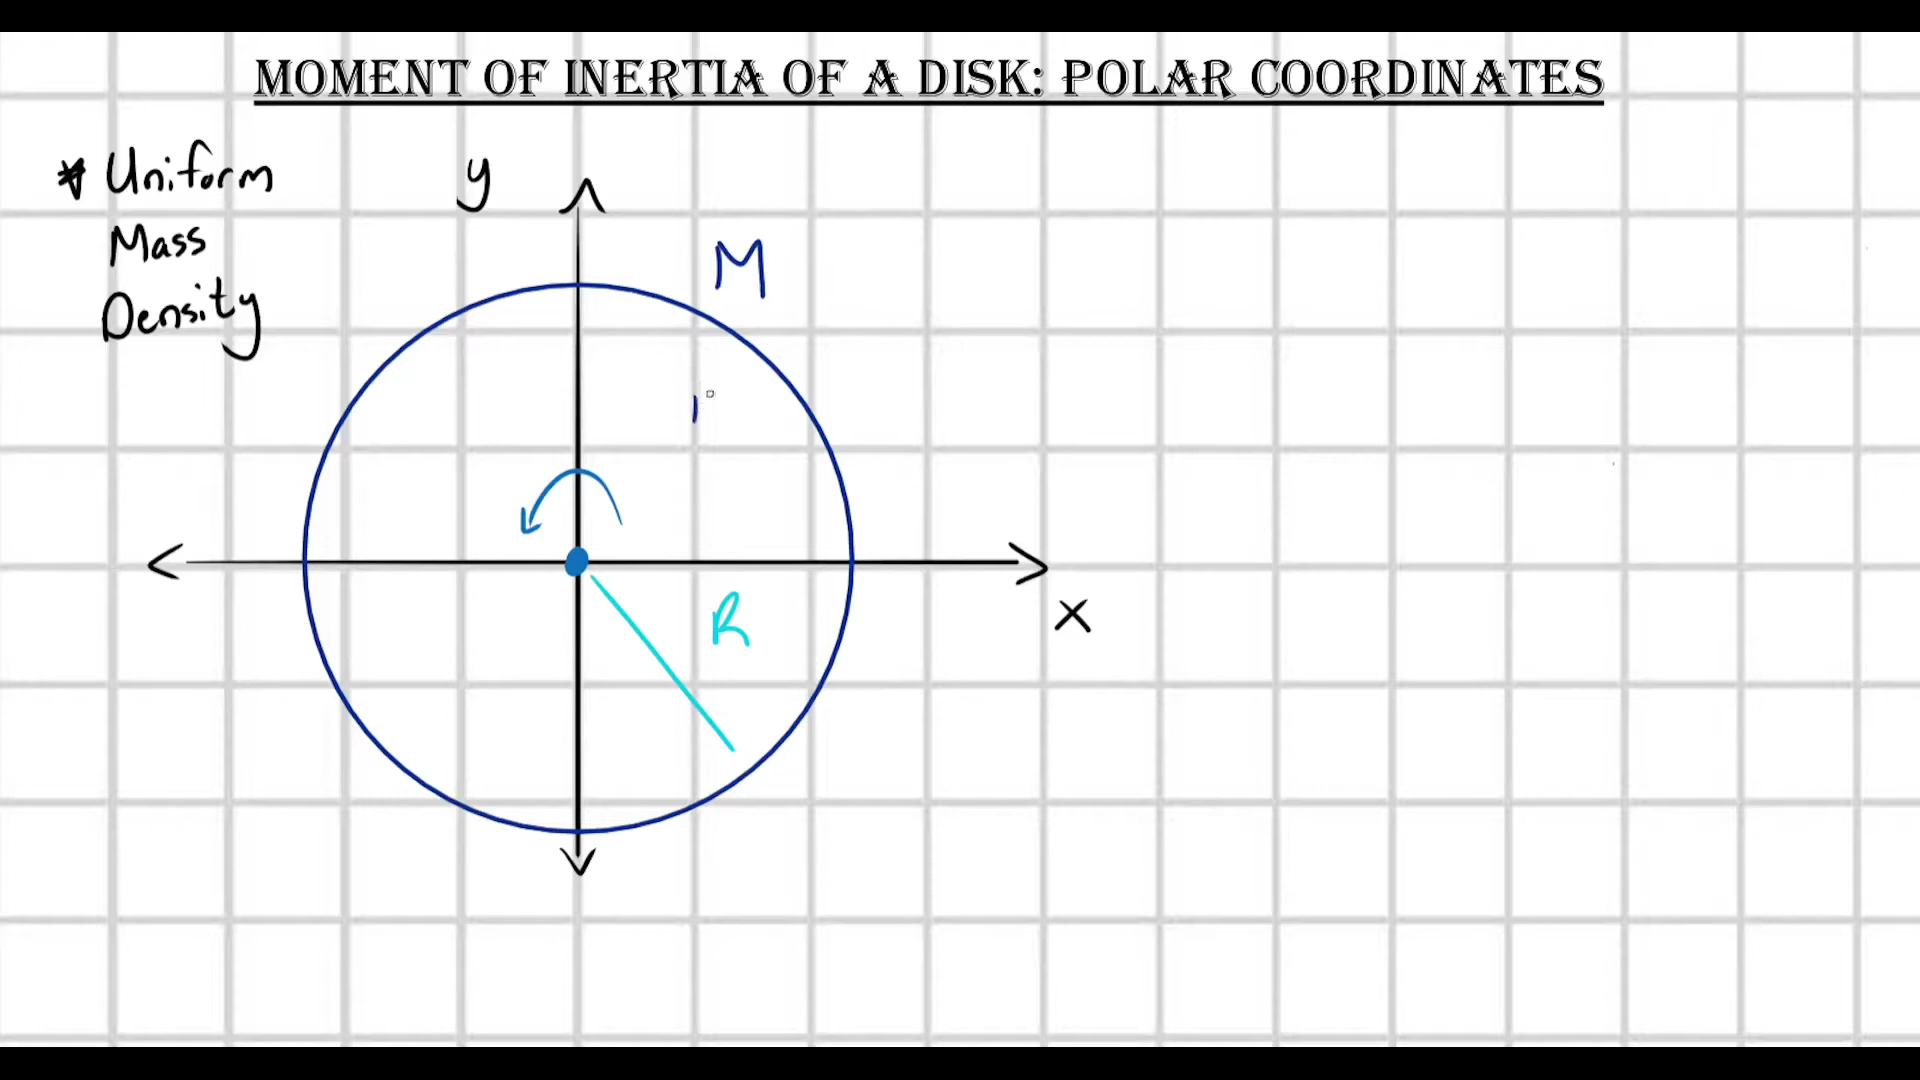 MOMENT OF INERTIA OF A DISK: POLAR COORDINATES
* Uniform
Mass
Density
y
M
R
x